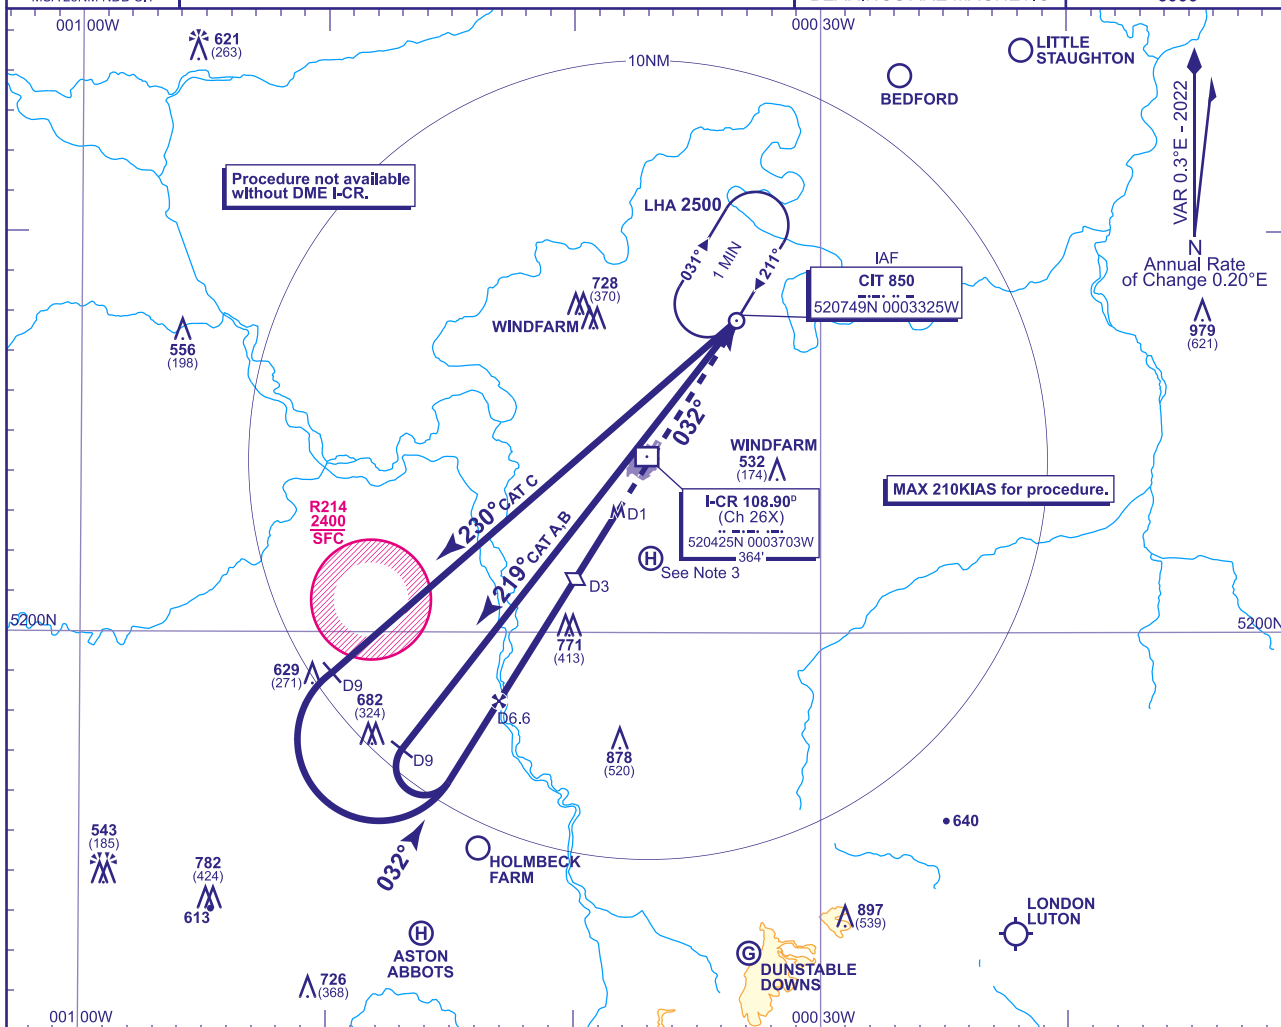 001 00W
000 30W
621
(263)
10NM
LITTLE
STAUGHTON
BEDFORD
VAR 0.3°E - 2022
N
Annual Rate
of Change 0.20°E
979
(621)
Procedure not available
without DME I-CR.
LHA 2500
031°
1 MIN
211°
IAF
CIT 850
520749N 0003325W
728
(370)
WINDFARM
556
(198)
032°
WINDFARM
532
(174)
MAX 210KIAS for procedure.
I-CR 108.90ᴰ
(Ch 26X)
520425N 0003703W
364'
R214
2400
SFC
230° CAT C
219° CAT A,B
D1
H
See Note 3
D3
5200N
5200N
771
(413)
629
(271)
D9
682
(324)
D6.6
D9
878
(520)
032°
640
543
(185)
782
(424)
613
HOLMBECK
FARM
897
(539)
LONDON
LUTON
H
ASTON
ABBOTS
G
DUNSTABLE
DOWNS
726
(368)
001 00W
000 30W